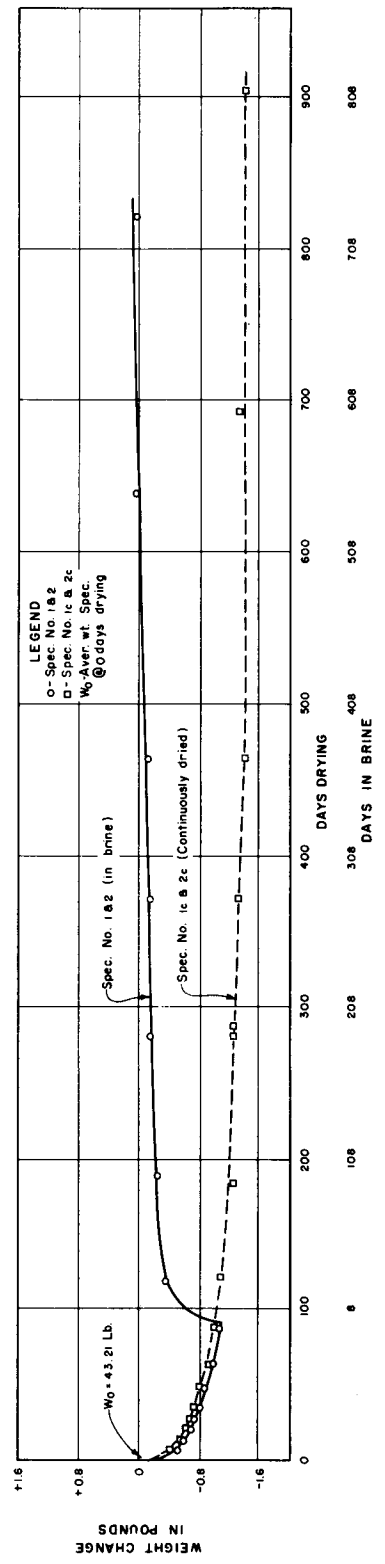 WEIGHT CHANGE
IN POUNDS
+1.6
+0.8
0
-0.8
-1.6
Wo = 43.21 Lb.
Spec. No. 1 & 2 (in brine)
Spec. No. 1c & 2c (Continuously dried)
LEGEND
o - Spec. No. 1 & 2
□ - Spec. No. 1c & 2c
Wo-Aver. wt. Spec.
@ 0 days drying
0 100 200 300 400 500 600 700 800 900
DAYS DRYING
8 108 208 308 408 508 608 708 808
DAYS IN BRINE